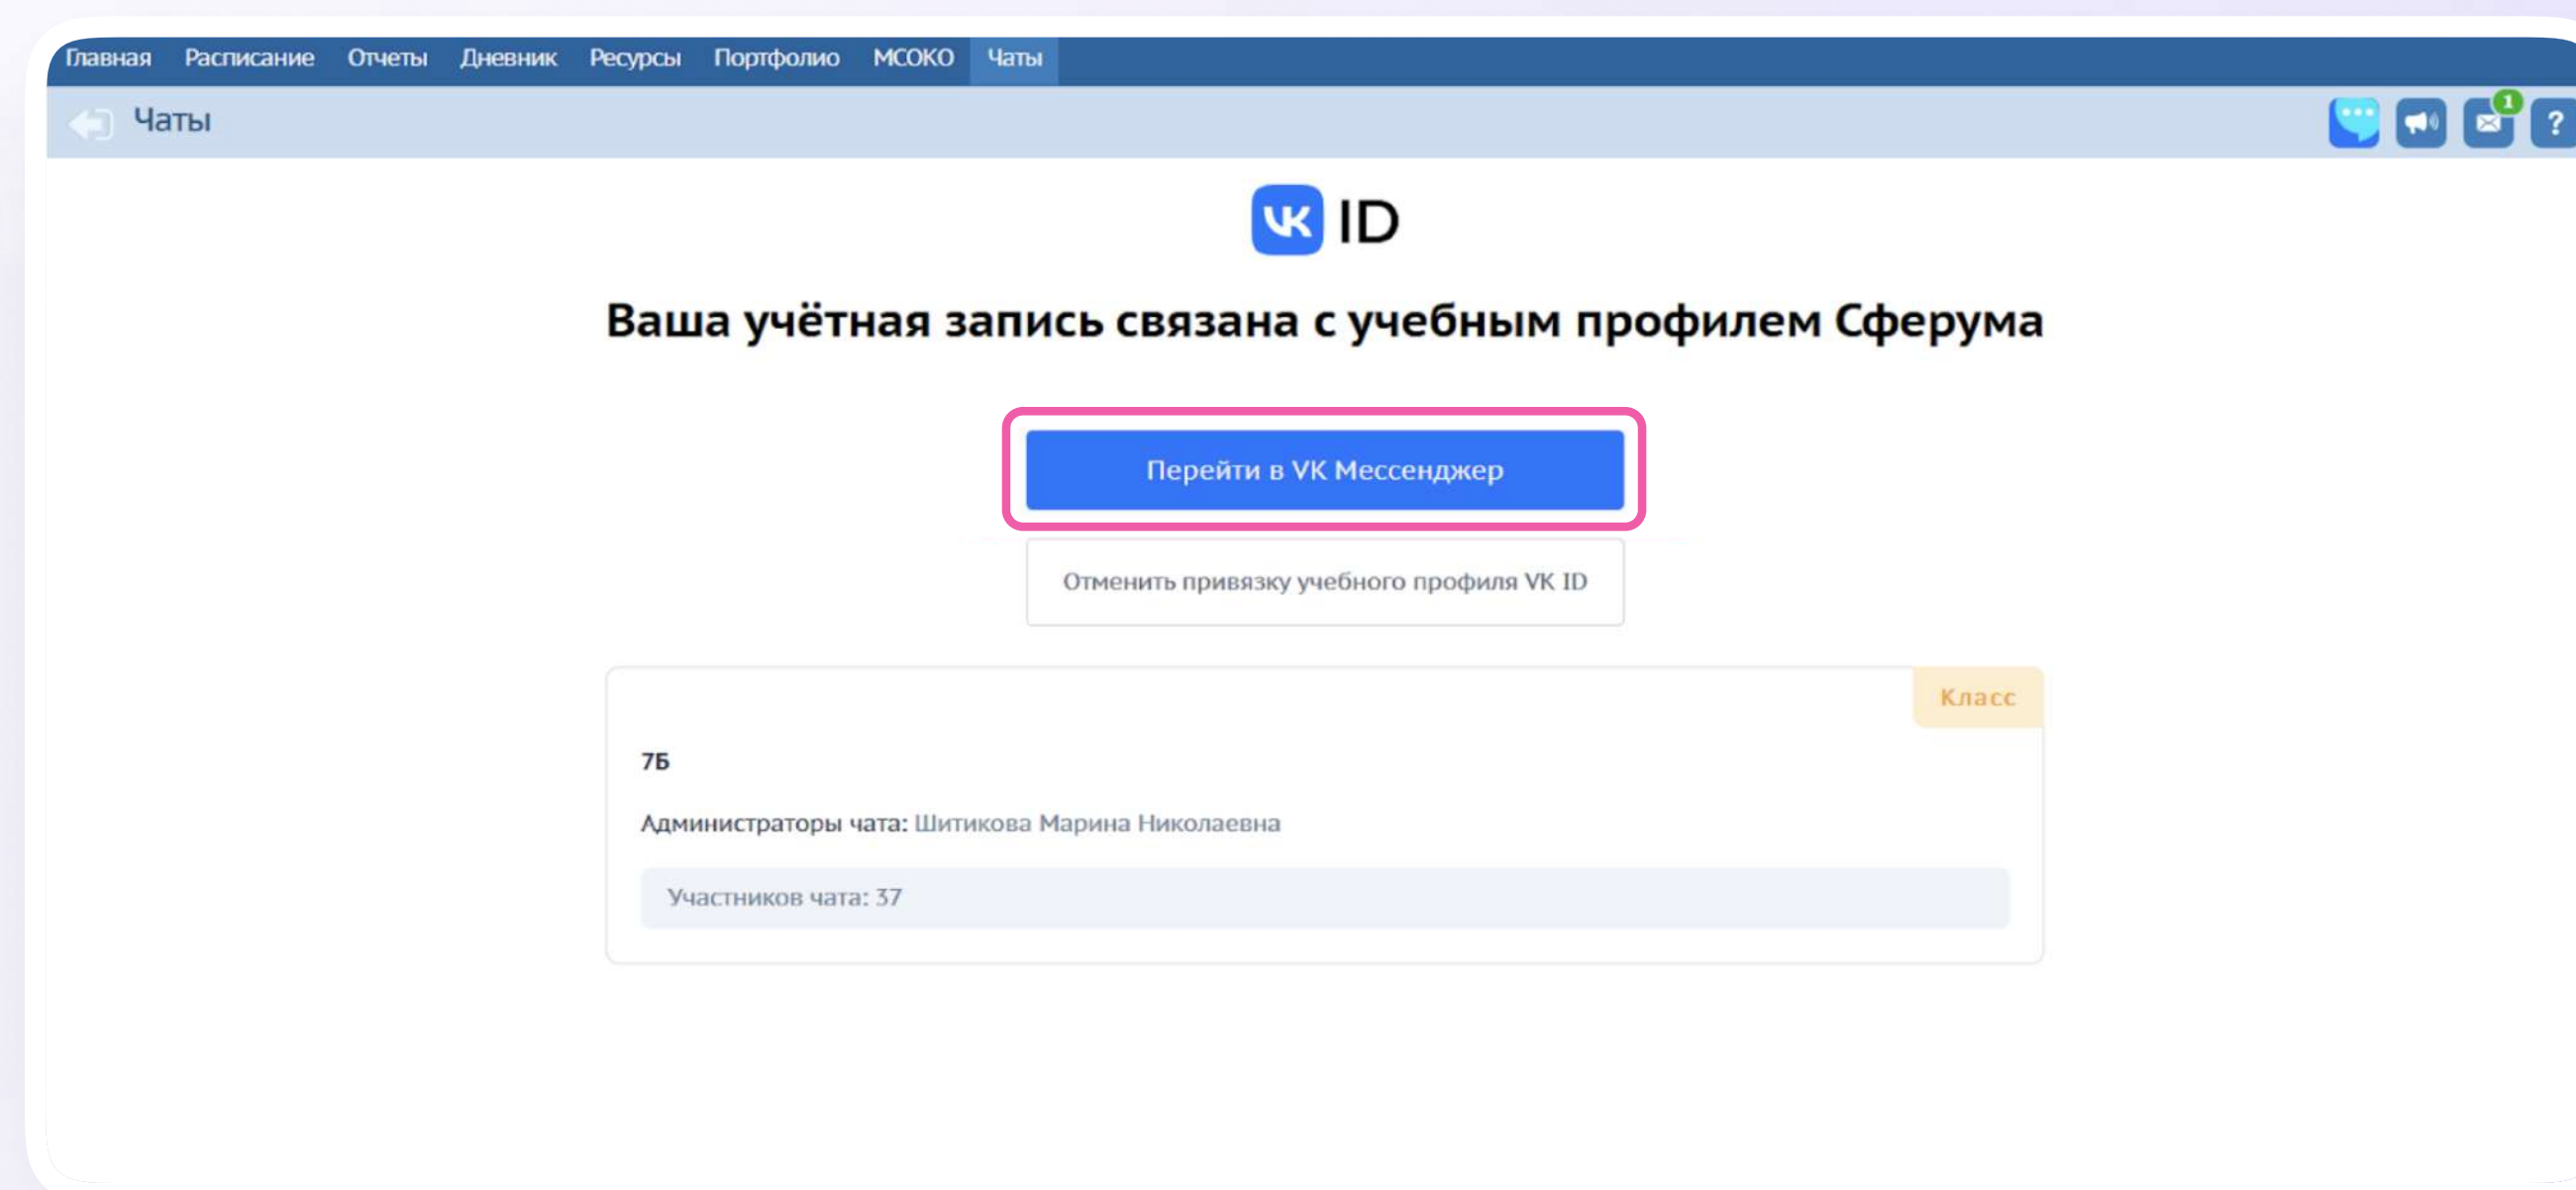 Главная Расписание Отчеты Дневник Ресурсы Портфолио МСОКО Чаты
Чаты
1
?
VK ID
Ваша учётная запись связана с учебным профилем Сферума
Перейти в VK Мессенджер
Отменить привязку учебного профиля VK ID
Класс
7Б
Администраторы чата: Шитикова Марина Николаевна
Участников чата: 37